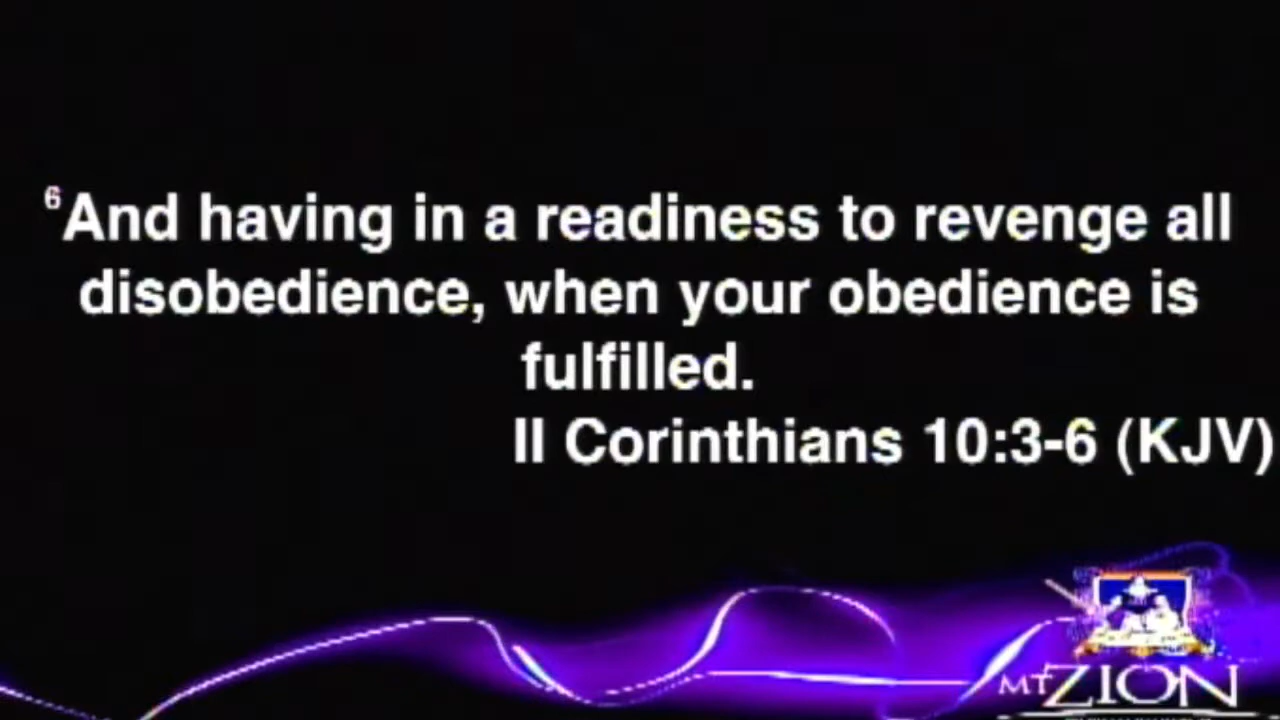 ⁶And having in a readiness to revenge all
disobedience, when your obedience is
fulfilled.
II Corinthians 10:3-6 (KJV)
MT ZION